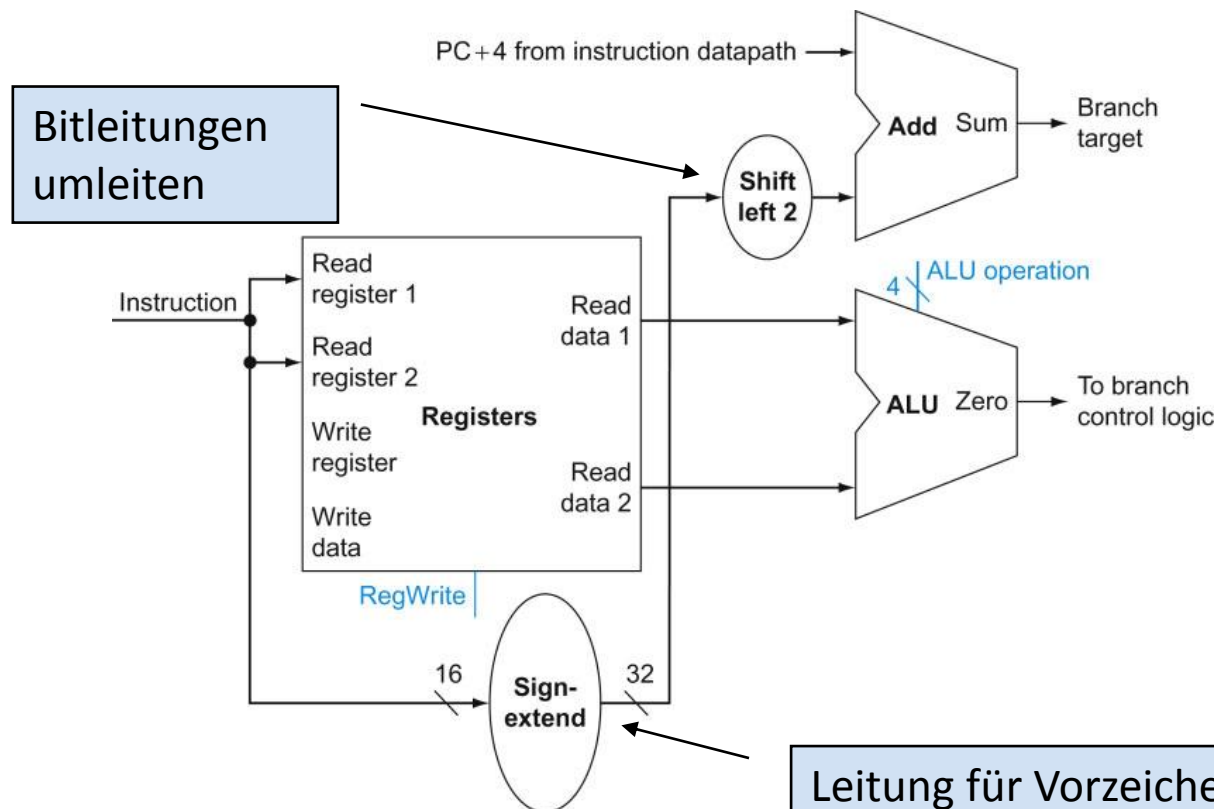 PC+4 from instruction datapath
Bitleitungen
umleiten
Add Sum
Branch
target
Shift
left 2
Instruction
Read
register 1
Read
register 2
Write
register
Write
data
Registers
Read
data 1
Read
data 2
RegWrite
4
ALU operation
ALU Zero
To branch
control logic
16
Sign-
extend
32
Leitung für